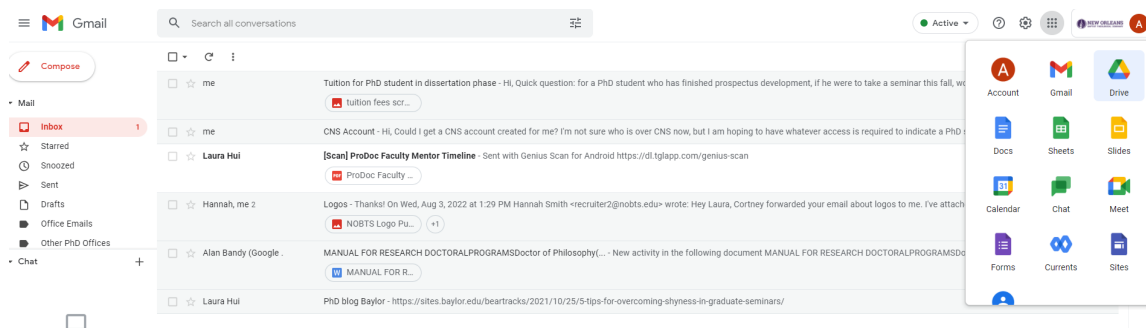 Gmail
Search all conversations
Active
NEW ORLEANS
A
Compose
Mail
Inbox 1
Starred
Snoozed
Sent
Drafts
Office Emails
Other PhD Offices
Chat +
me Tuition for PhD student in dissertation phase - Hi, Quick question: for a PhD student who has finished prospectus development, if he were to take a seminar this fall, wo
tuition fees scr...
me CNS Account - Hi, Could I get a CNS account created for me? I'm not sure who is over CNS now, but I am hoping to have whatever access is required to indicate a PhD s
Laura Hui [Scan] ProDoc Faculty Mentor Timeline - Sent with Genius Scan for Android https://dl.tglapp.com/genius-scan
PDF ProDoc Faculty ...
Hannah, me 2 Logos - Thanks! On Wed, Aug 3, 2022 at 1:29 PM Hannah Smith <recruiter2@nobts.edu> wrote: Hey Laura, Cortney forwarded your email about logos to me. I've attach
NOBTS Logo Pu... +1
Alan Bandy (Google . MANUAL FOR RESEARCH DOCTORALPROGRAMSDoctor of Philosophy(... - New activity in the following document MANUAL FOR RESEARCH DOCTORALPROGRAMSDo
W MANUAL FOR R...
Laura Hui PhD blog Baylor - https://sites.baylor.edu/beartracks/2021/10/25/5-tips-for-overcoming-shyness-in-graduate-seminars/
A
Account Gmail Drive
Docs Sheets Slides
31
Calendar Chat Meet
Forms Currents Sites